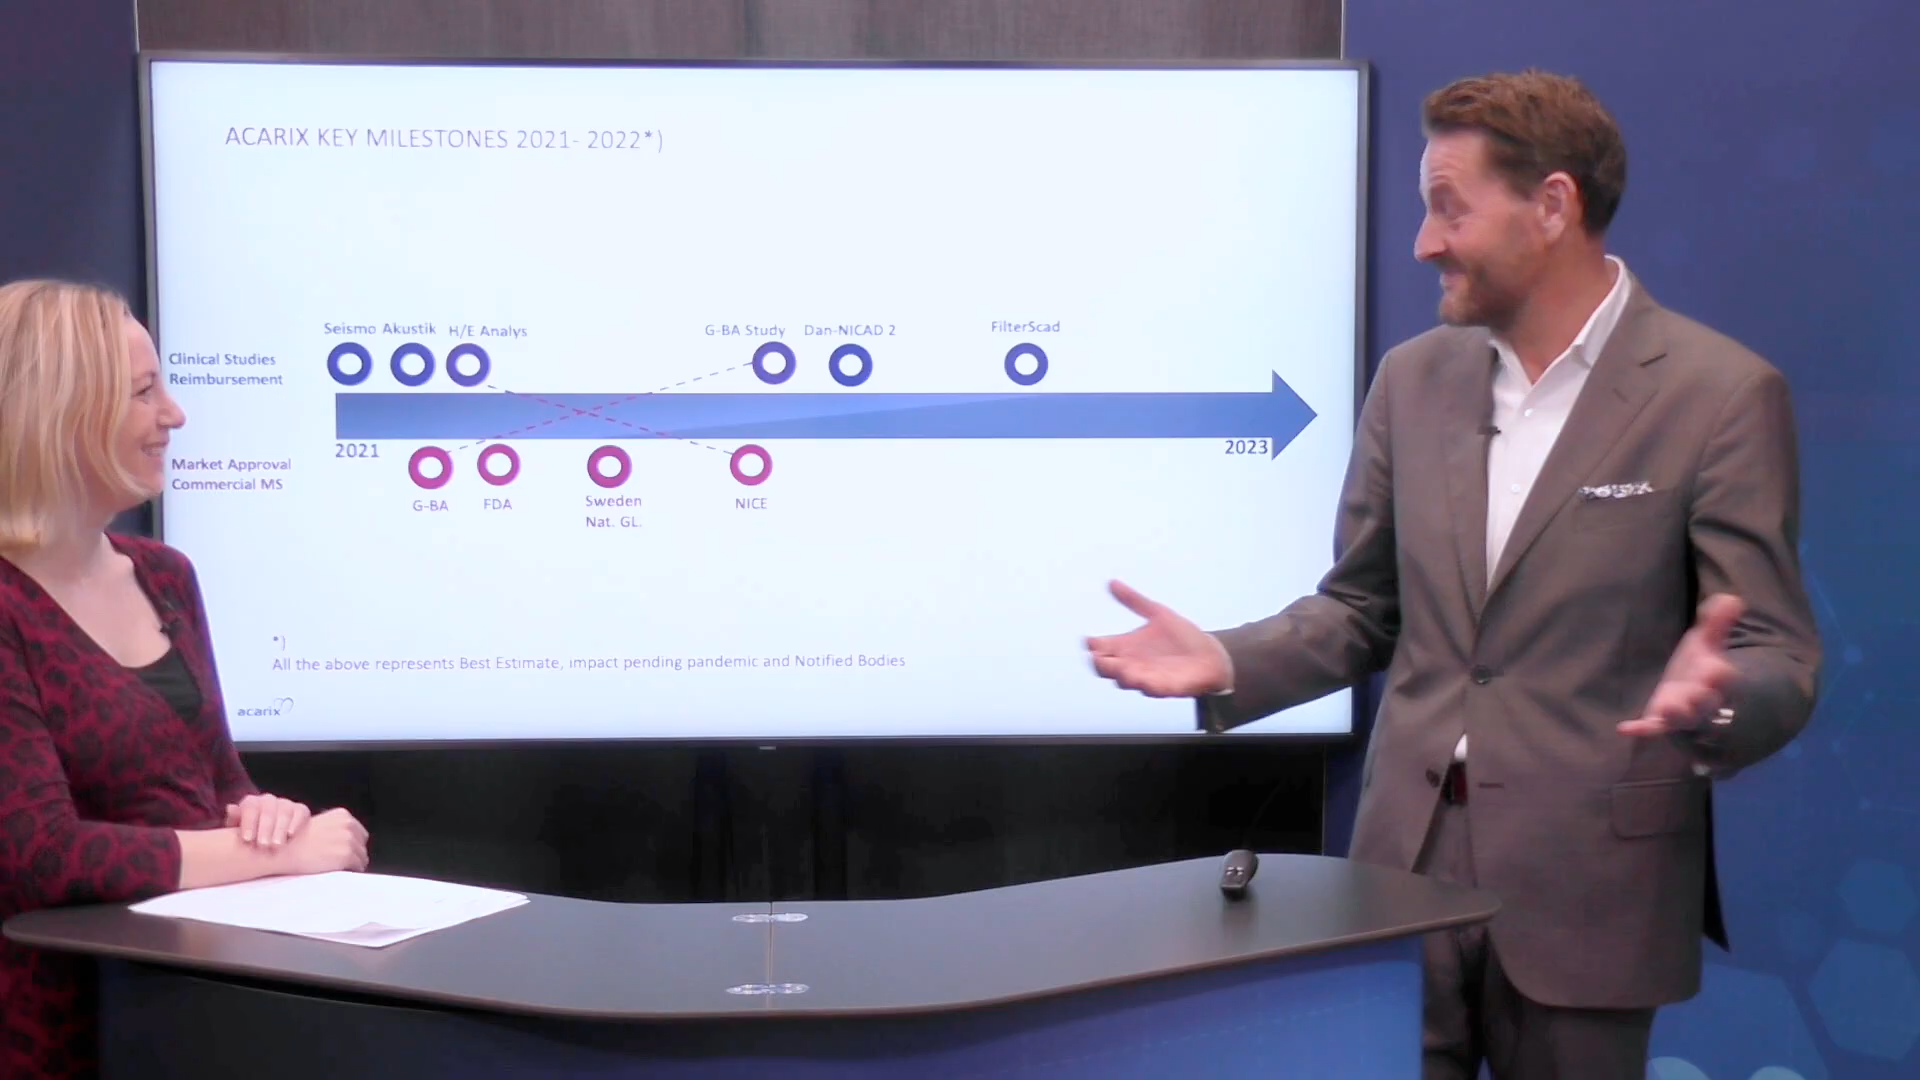 ACARIX KEY MILESTONES 2021- 2022*)
Seismo Akustik H/E Analys G-BA Study Dan-NICAD 2 FilterScad
Clinical Studies
Reimbursement
2021 2023
Market Approval
Commercial MS
G-BA FDA Sweden NICE
Nat. GL.
*)
All the above represents Best Estimate, impact pending pandemic and Notified Bodies
acarix